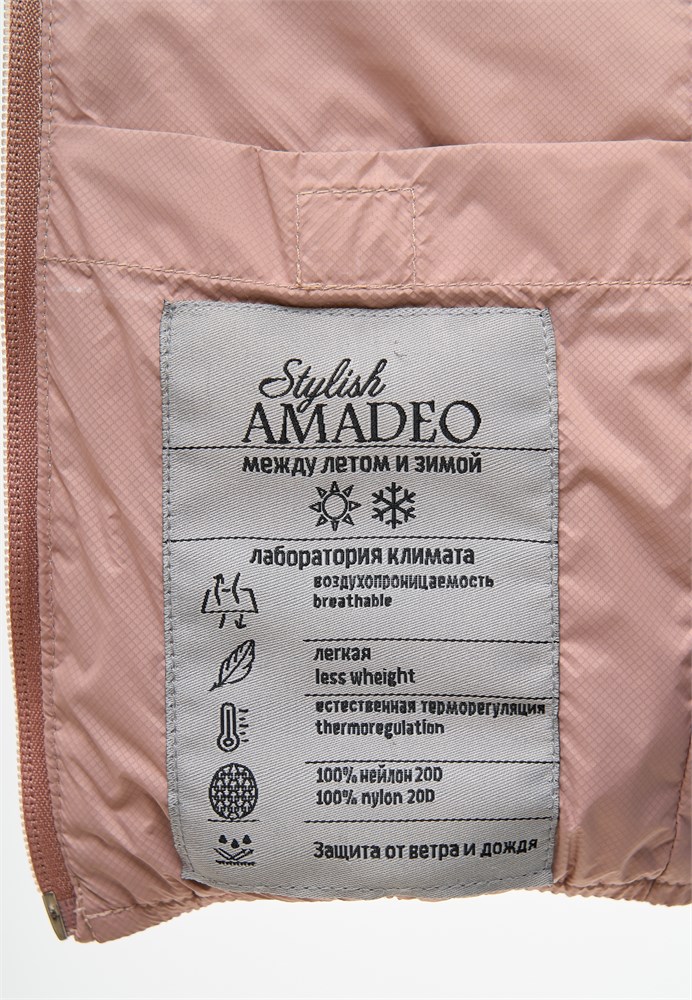 Stylish
AMADEO
между летом и зимой
лаборатория климата
воздухопроницаемость
breathable
легкая
less wheight
естественная терморегуляция
thermoregulation
100% нейлон 20D
100% nylon 20D
Защита от ветра и дождя